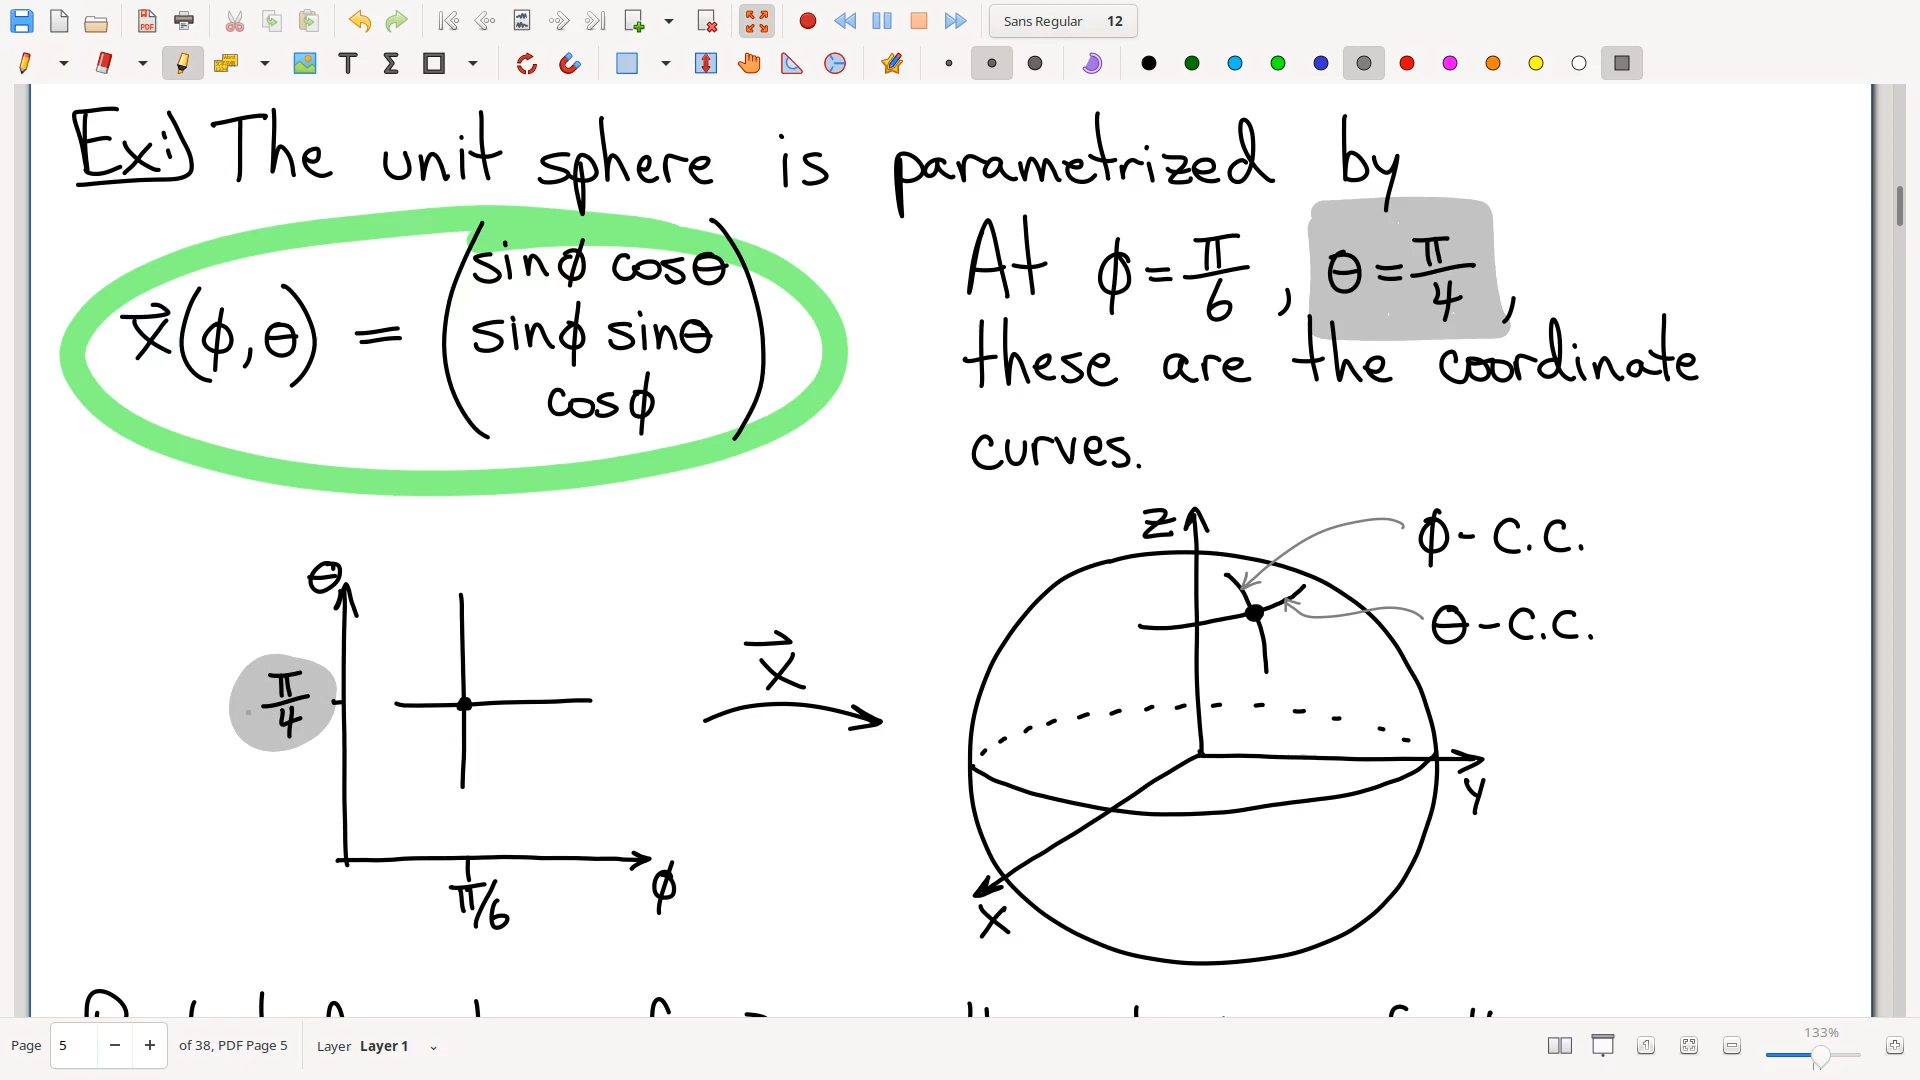 Sans Regular 12
Ex:) The unit sphere is parametrized by
x⃗(ϕ,θ) = (sinϕ cosθ
sinϕ sinθ
cosϕ)
At ϕ=π/6, θ=π/4,
these are the coordinate
curves.
z
ϕ-c.c.
θ-c.c.
θ
π/4
x⃗
y
x
π/6
ϕ
Page 5 of 38, PDF Page 5 Layer Layer 1
133%